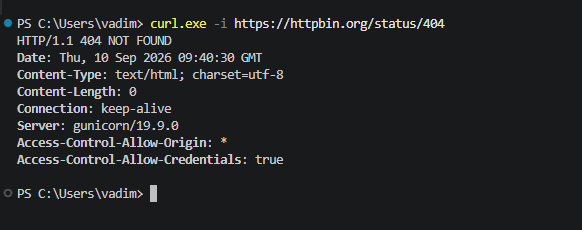 PS C:\Users\vadim> curl.exe -i https://httpbin.org/status/404
HTTP/1.1 404 NOT FOUND
Date: Thu, 10 Sep 2026 09:40:30 GMT
Content-Type: text/html; charset=utf-8
Content-Length: 0
Connection: keep-alive
Server: gunicorn/19.9.0
Access-Control-Allow-Origin: *
Access-Control-Allow-Credentials: true
PS C:\Users\vadim>